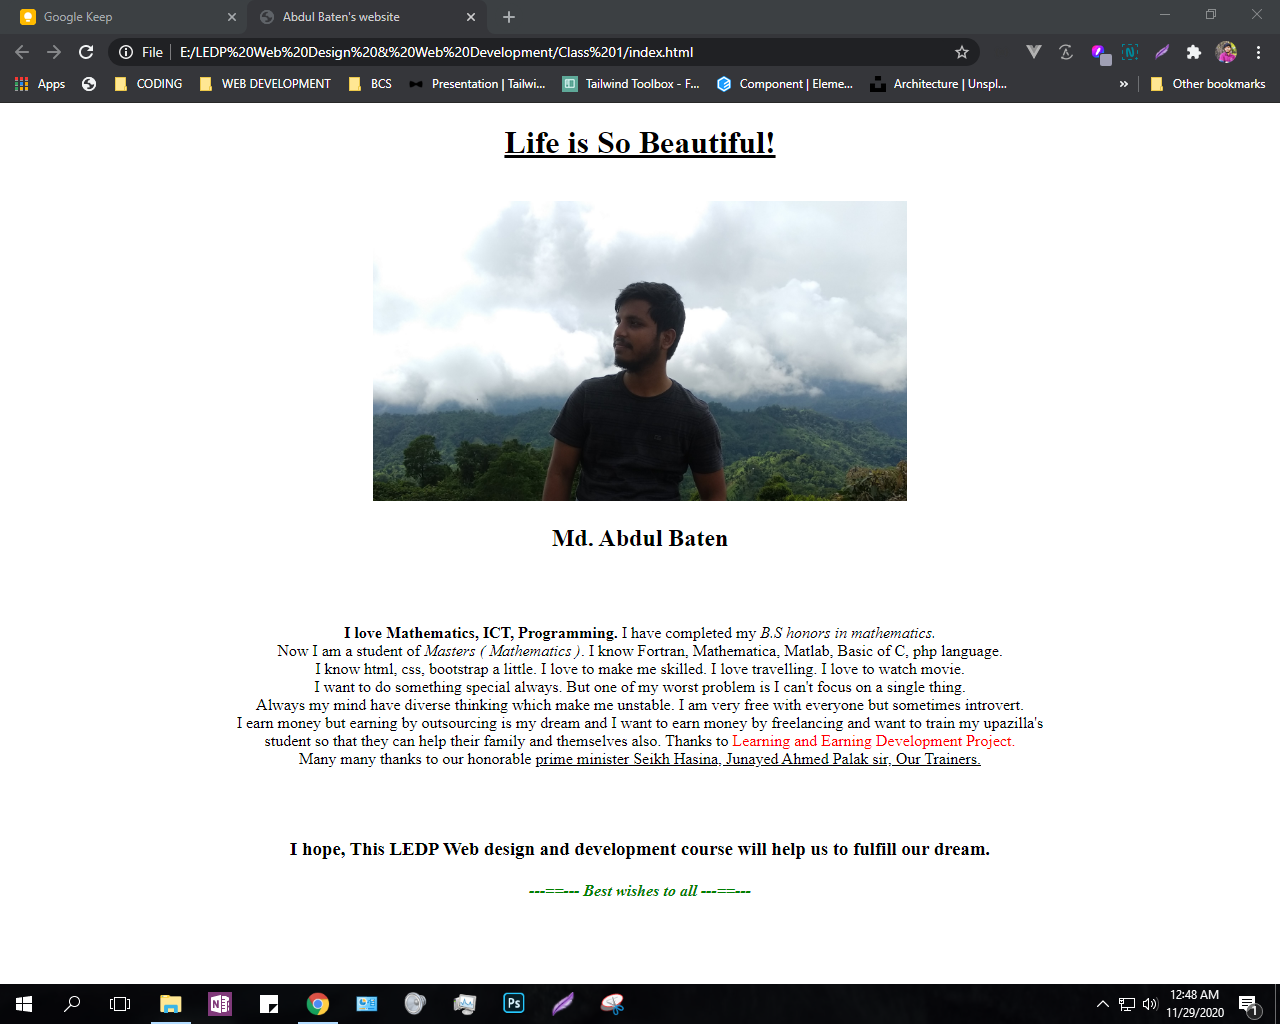 Google Keep
Abdul Baten's website
File
E:/LEDP%20Web%20Design%20&%20Web%20Development/Class%201/index.html
Apps
CODING
WEB DEVELOPMENT
BCS
Presentation | Tailwi...
Tailwind Toolbox - F...
Component | Eleme...
Architecture | Unspl...
»
Other bookmarks
Life is So Beautiful!
Md. Abdul Baten
I love Mathematics, ICT, Programming. I have completed my B.S honors in mathematics.
Now I am a student of Masters ( Mathematics ). I know Fortran, Mathematica, Matlab, Basic of C, php language.
I know html, css, bootstrap a little. I love to make me skilled. I love travelling. I love to watch movie.
I want to do something special always. But one of my worst problem is I can't focus on a single thing.
Always my mind have diverse thinking which make me unstable. I am very free with everyone but sometimes introvert.
I earn money but earning by outsourcing is my dream and I want to earn money by freelancing and want to train my upazilla's
student so that they can help their family and themselves also. Thanks to Learning and Earning Development Project.
Many many thanks to our honorable prime minister Seikh Hasina, Junayed Ahmed Palak sir, Our Trainers.
I hope, This LEDP Web design and development course will help us to fulfill our dream.
---==--- Best wishes to all ---==---
N
Ps
12:48 AM
11/29/2020
1